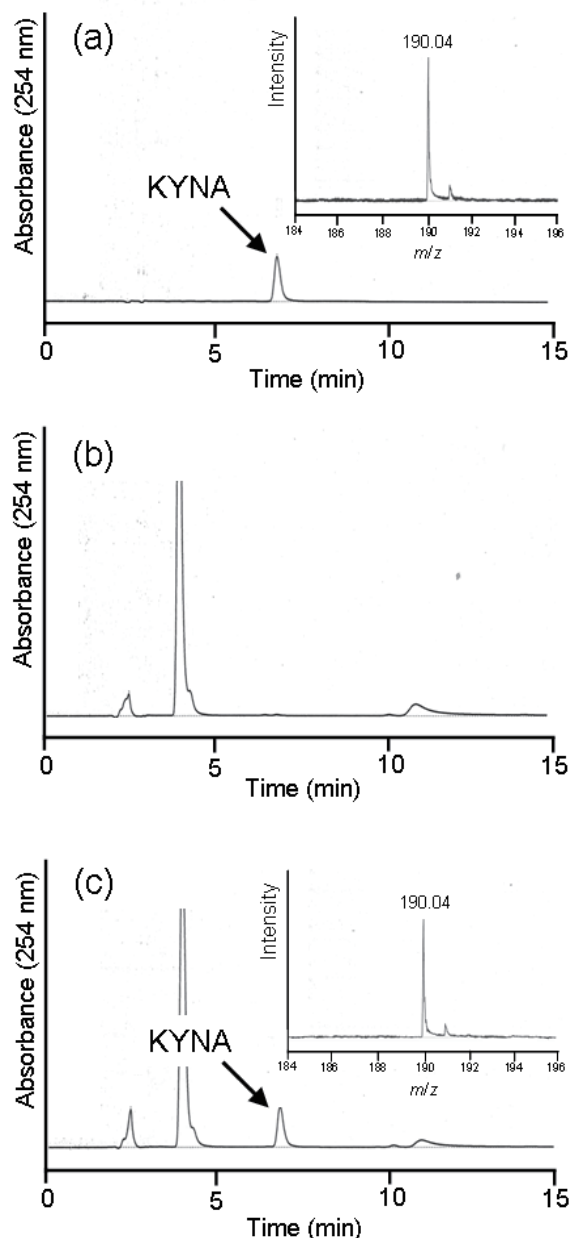 (a)
Absorbance (254 nm)
KYNA
Intensity
190.04
184 186 188 190 192 194 196
m/z
0 5 10 15
Time (min)
(b)
Absorbance (254 nm)
0 5 10 15
Time (min)
(c)
Absorbance (254 nm)
KYNA
Intensity
190.04
184 186 188 190 192 194 196
m/z
0 5 10 15
Time (min)